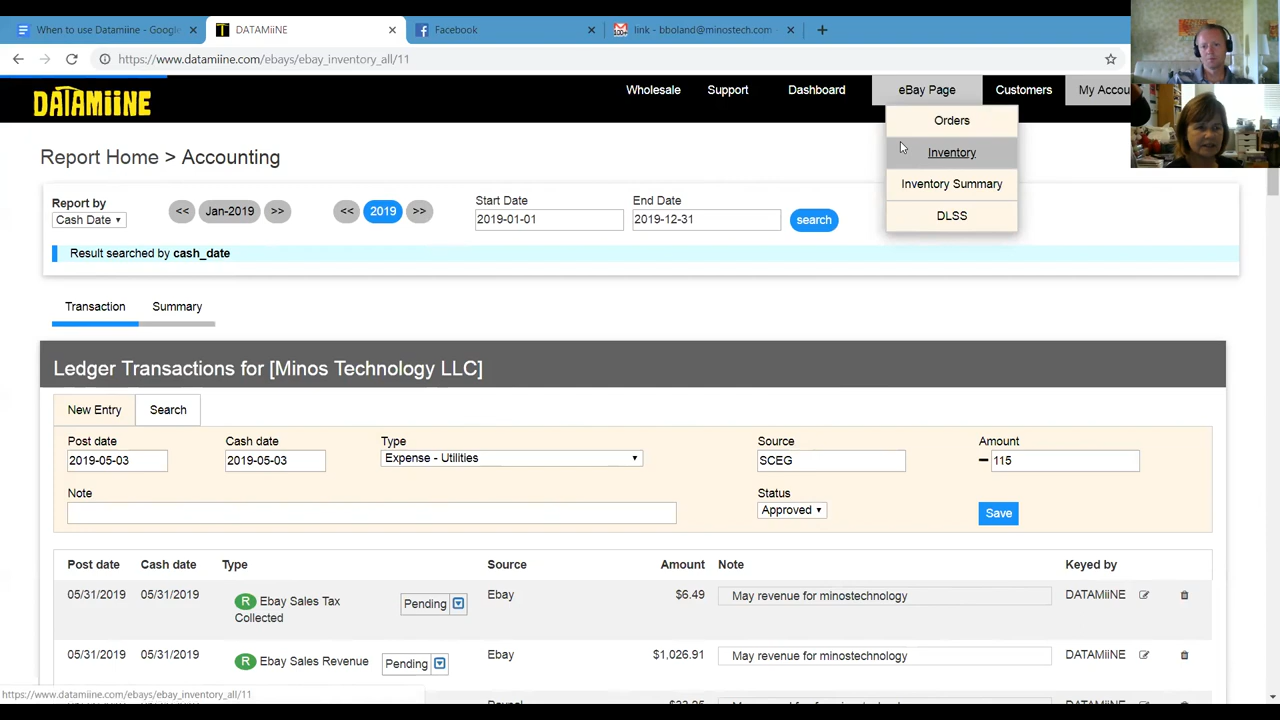 When to use Datamiine - Google
DATAMiiNE
Facebook
link - bboland@minostech.com -
https://www.datamiine.com/ebays/ebay_inventory_all/11
DATAMiiNE
Wholesale Support Dashboard eBay Page Customers My Accou
Orders
Inventory
Inventory Summary
DLSS
Report Home > Accounting
Report by
Cash Date
<< Jan-2019 >>
<< 2019 >>
Start Date
2019-01-01
End Date
2019-12-31
search
Result searched by cash_date
Transaction Summary
Ledger Transactions for [Minos Technology LLC]
New Entry Search
Post date Cash date Type Source Amount
2019-05-03 2019-05-03 Expense - Utilities SCEG 115
Note Status
Approved Save
Post date Cash date Type Source Amount Note Keyed by
05/31/2019 05/31/2019 R Ebay Sales Tax Pending Ebay $6.49 May revenue for minostechnology DATAMiiNE
Collected
05/31/2019 05/31/2019 R Ebay Sales Revenue Pending Ebay $1,026.91 May revenue for minostechnology DATAMiiNE
https://www.datamiine.com/ebays/ebay_inventory_all/11